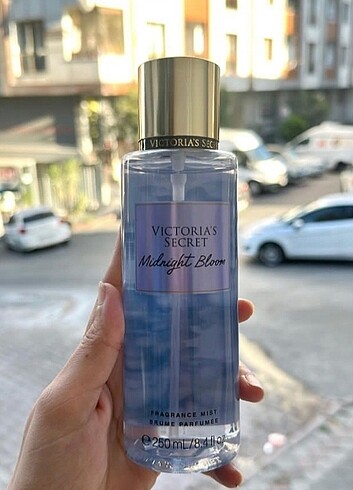 VICTORIA'S SECRET
VICTORIA'S
SECRET
Midnight Bloom
FRAGRANCE MIST
BRUME PARFUMÉE
℮ 250 mL/8.4 fl oz